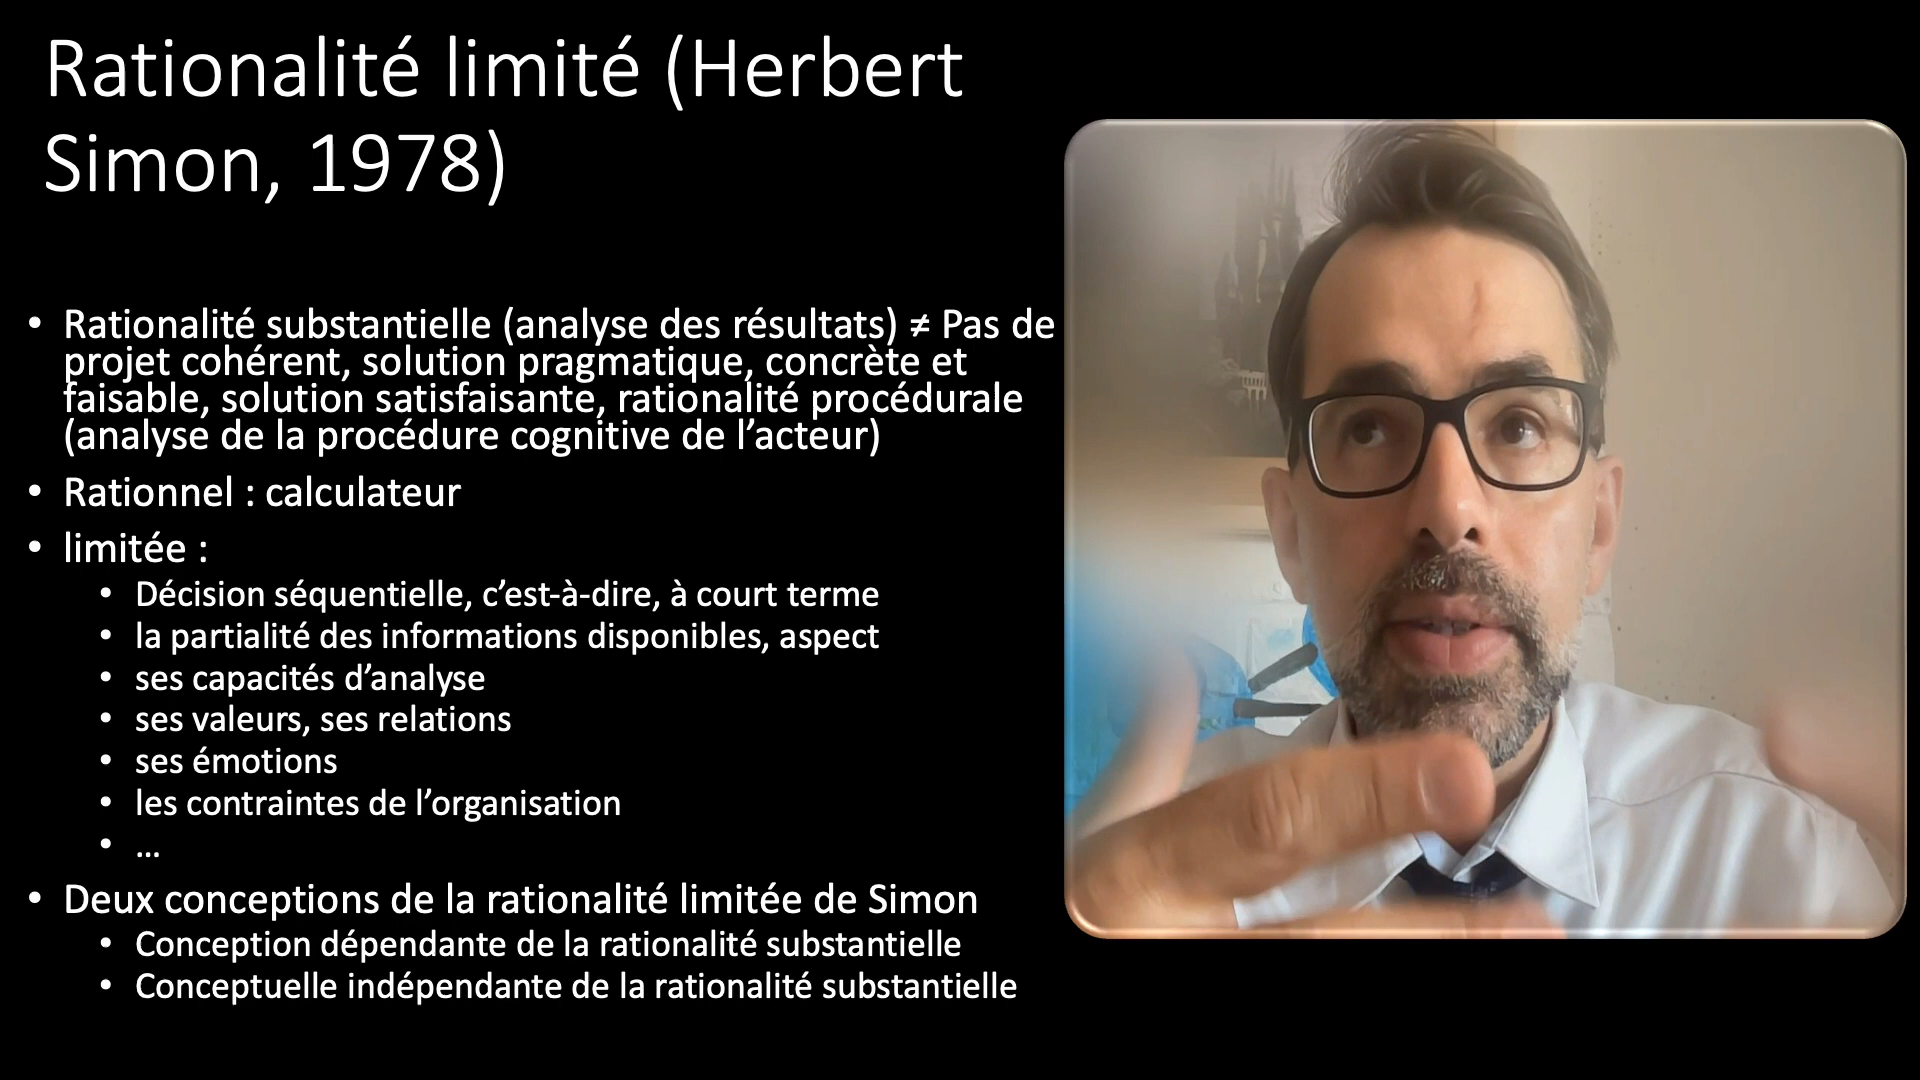 Rationalité limité (Herbert
Simon, 1978)
• Rationalité substantielle (analyse des résultats) ≠ Pas de
projet cohérent, solution pragmatique, concrète et
faisable, solution satisfaisante, rationalité procédurale
(analyse de la procédure cognitive de l’acteur)
• Rationnel : calculateur
• limitée :
• Décision séquentielle, c’est-à-dire, à court terme
• la partialité des informations disponibles, aspect
• ses capacités d’analyse
• ses valeurs, ses relations
• ses émotions
• les contraintes de l’organisation
• …
• Deux conceptions de la rationalité limitée de Simon
• Conception dépendante de la rationalité substantielle
• Conceptuelle indépendante de la rationalité substantielle